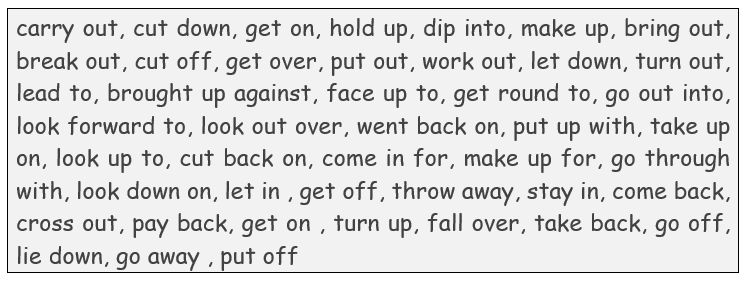 carry out, cut down, get on, hold up, dip into, make up, bring out,
break out, cut off, get over, put out, work out, let down, turn out,
lead to, brought up against, face up to, get round to, go out into,
look forward to, look out over, went back on, put up with, take up
on, look up to, cut back on, come in for, make up for, go through
with, look down on, let in , get off, throw away, stay in, come back,
cross out, pay back, get on , turn up, fall over, take back, go off,
lie down, go away , put off